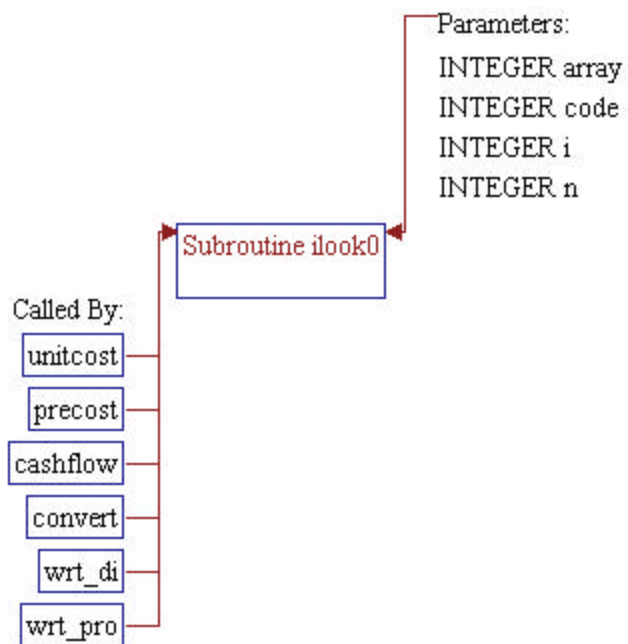 Parameters:
INTEGER array
INTEGER code
INTEGER i
INTEGER n
Subroutine ilook0
Called By:
unitcost
precost
cashflow
convert
wrt_di
wrt_pro